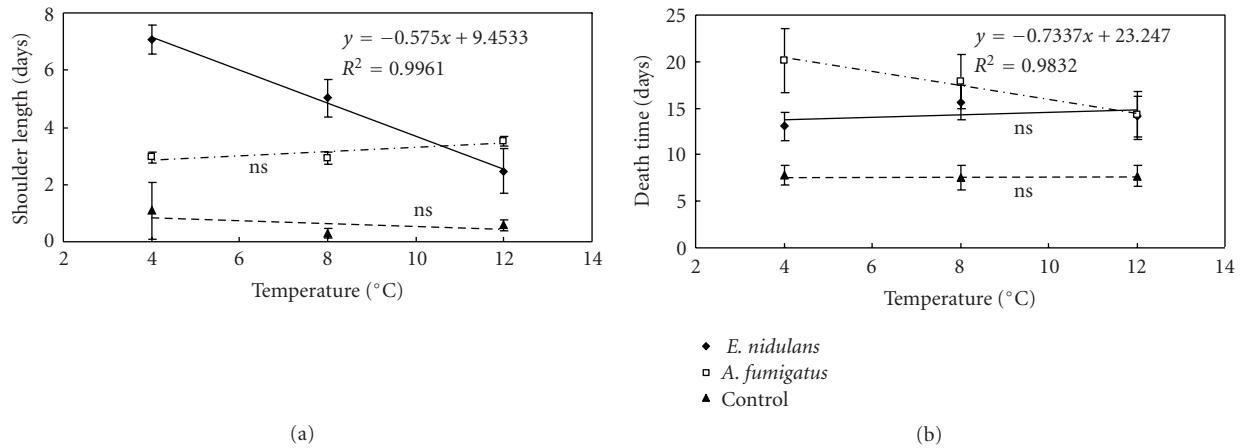 8
6
4
2
0
Shoulder length (days)
y = −0.575x + 9.4533
R² = 0.9961
ns
ns
2
4
6
8
10
12
14
Temperature (°C)
(a)
25
20
15
10
5
0
Death time (days)
y = −0.7337x + 23.247
R² = 0.9832
ns
ns
2
4
6
8
10
12
14
Temperature (°C)
E. nidulans
A. fumigatus
Control
(b)